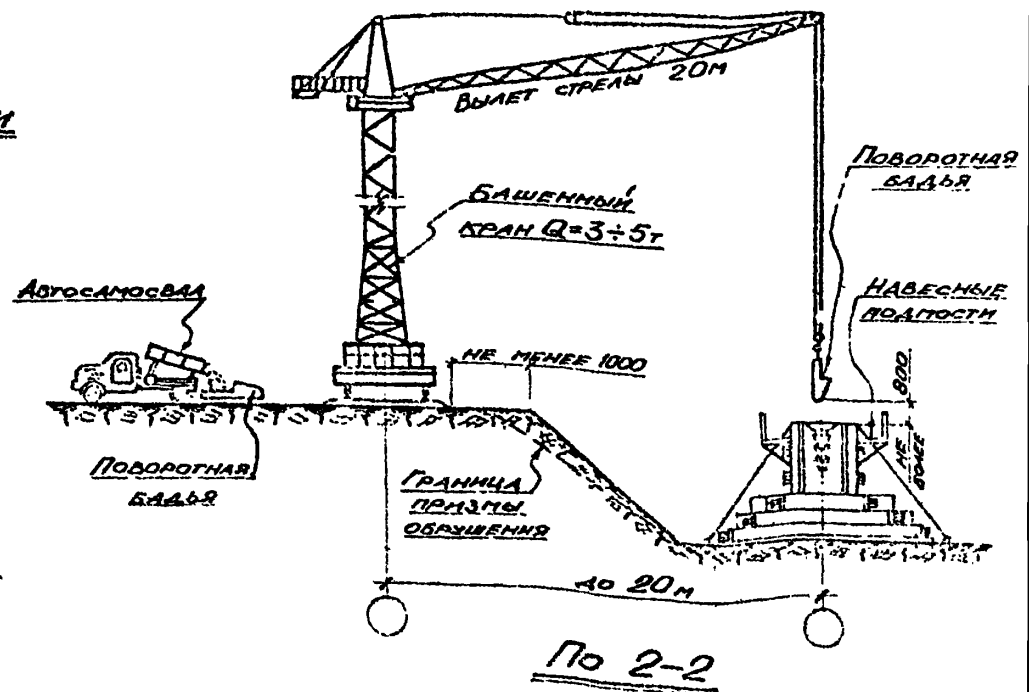 И
Вылет стрелы 20м
Поворотная
бадья
Башенный
кран Q=3÷5т
Навесные
подмости
Автосамосвал
не менее 1000
800
не
более
Поворотная
бадья
Граница
призмы
обрушения
до 20м
По 2-2